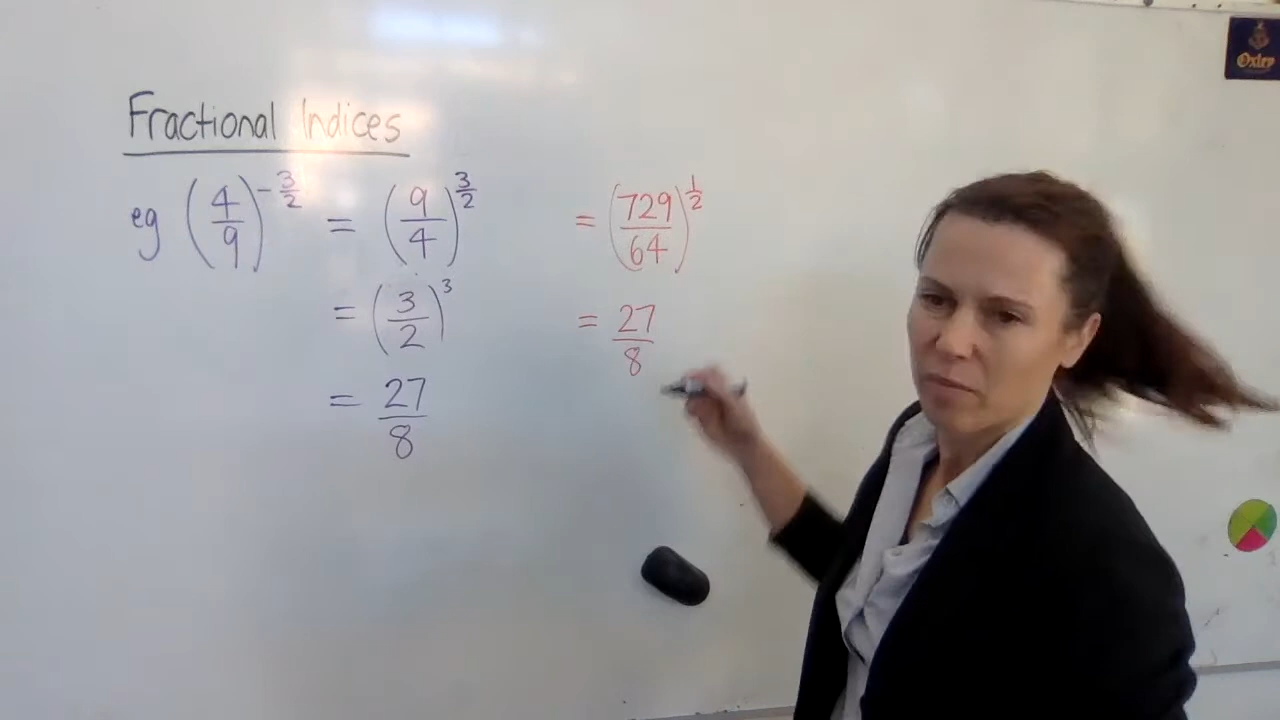 Fractional Indices
eg (4/9)^(-3/2) = (9/4)^(3/2) = (729/64)^(1/2)
= (3/2)^3 = 27/8
= 27/8
Oxley